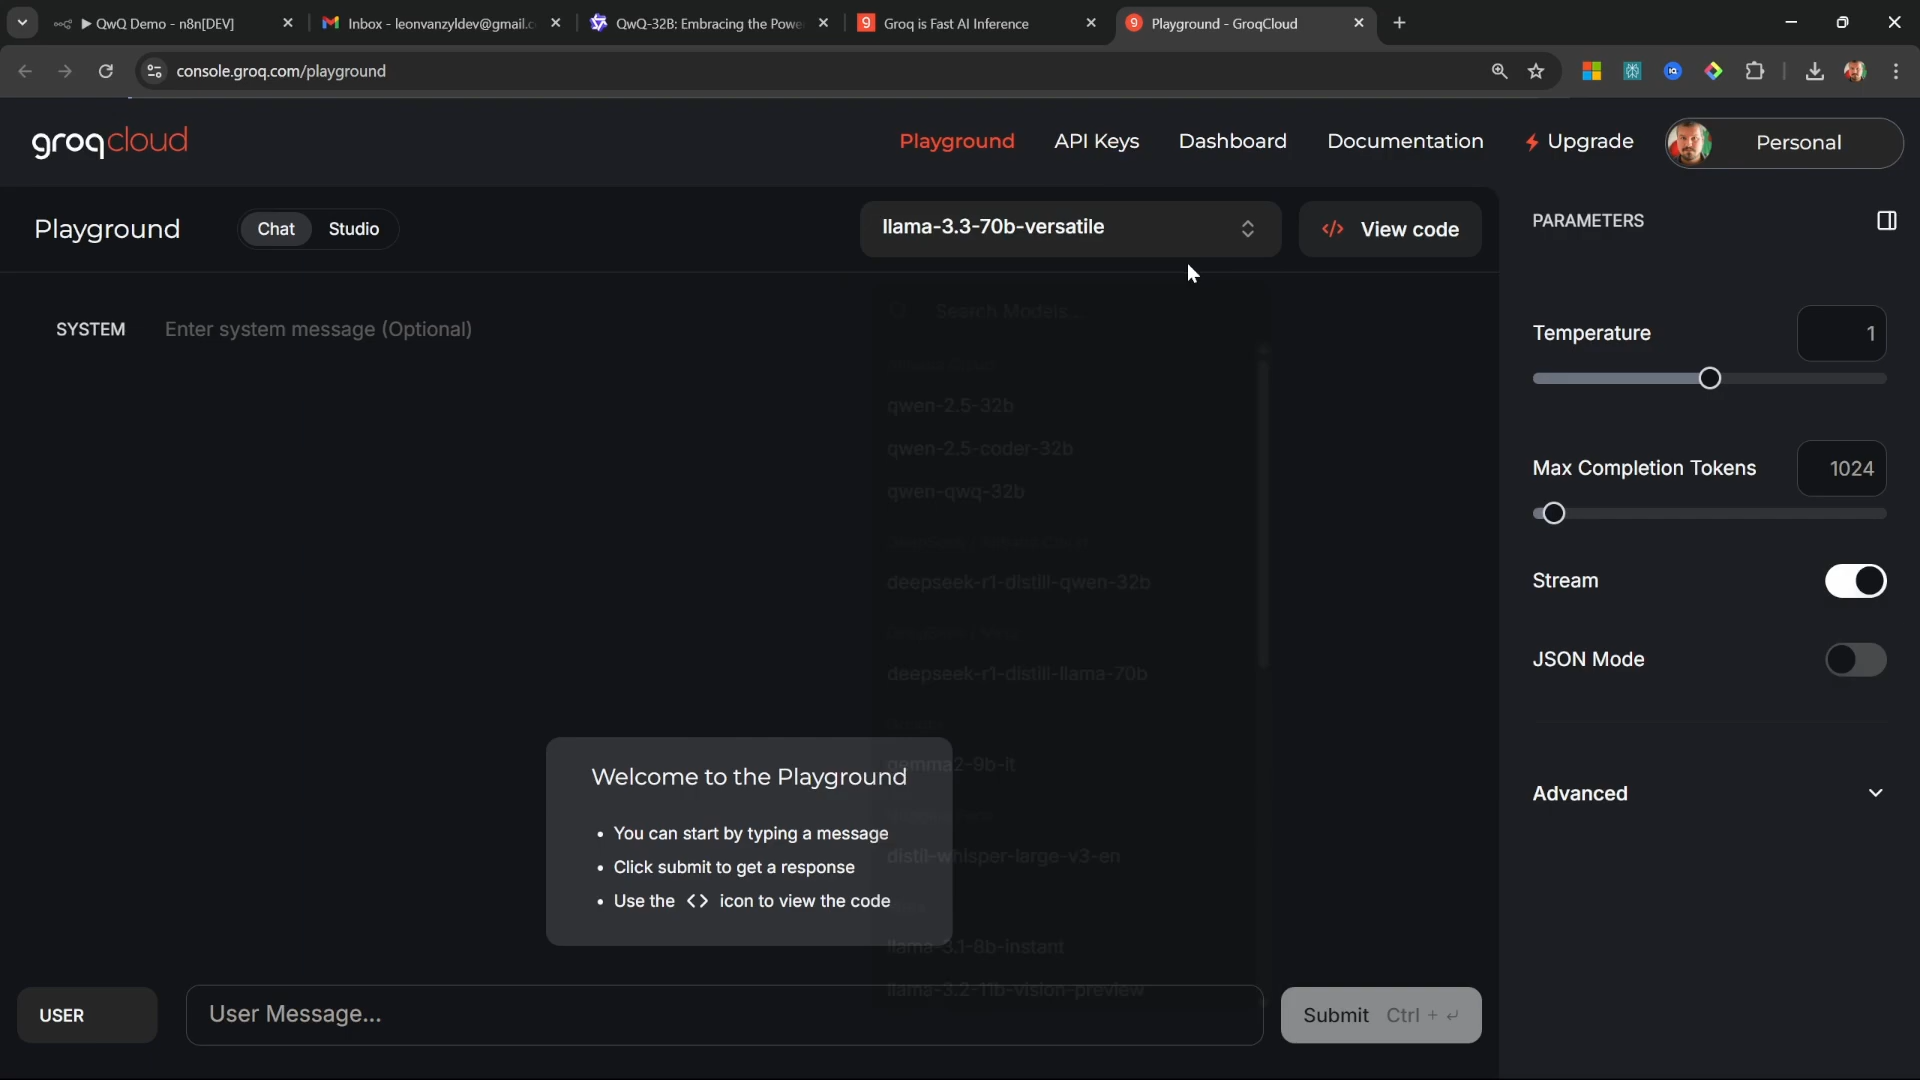 QwQ Demo - n8n[DEV]
Inbox - leonvanzyldev@gmail.c
QwQ-32B: Embracing the Powe
Groq is Fast AI Inference
Playground - GroqCloud
console.groq.com/playground
groqcloud
Playground
API Keys
Dashboard
Documentation
Upgrade
Personal
Playground
Chat
Studio
llama-3.3-70b-versatile
</> View code
PARAMETERS
SYSTEM
Enter system message (Optional)
Search Models...
qwen-2.5-32b
qwen-2.5-coder-32b
qwen-qwq-32b
DeepSeek / Alibaba Cloud
deepseek-r1-distill-qwen-32b
DeepSeek / Meta
deepseek-r1-distill-llama-70b
gemma2-9b-it
distil-whisper-large-v3-en
llama-3.1-8b-instant
llama-3.2-11b-vision-preview
Welcome to the Playground
• You can start by typing a message
• Click submit to get a response
• Use the <> icon to view the code
Temperature
1
Max Completion Tokens
1024
Stream
JSON Mode
Advanced
USER
User Message...
Submit Ctrl + ↵